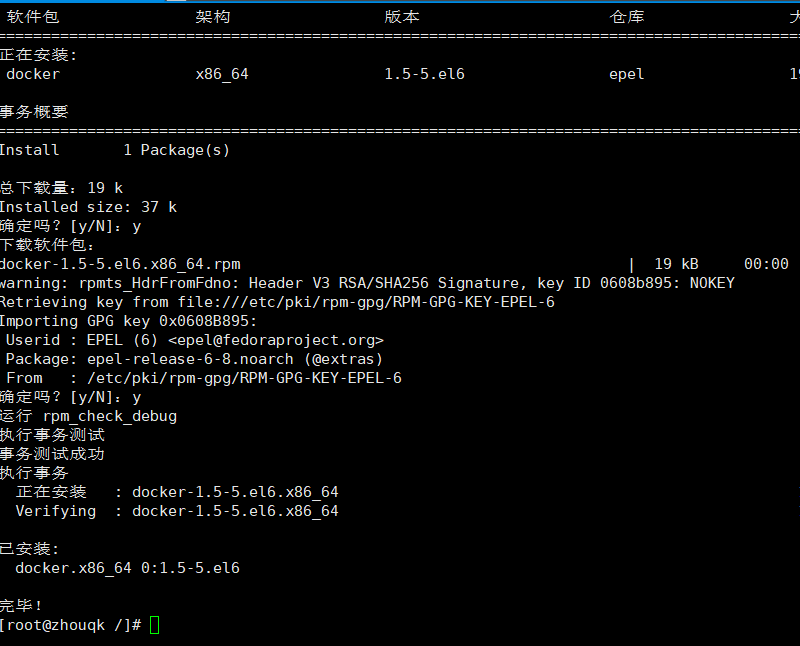 软件包 架构 版本 仓库
================================================================================
正在安装:
docker x86_64 1.5-5.el6 epel
事务概要
================================================================================
Install 1 Package(s)
总下载量：19 k
Installed size: 37 k
确定吗？[y/N]：y
下载软件包：
docker-1.5-5.el6.x86_64.rpm | 19 kB 00:00
warning: rpmts_HdrFromFdno: Header V3 RSA/SHA256 Signature, key ID 0608b895: NOKEY
Retrieving key from file:///etc/pki/rpm-gpg/RPM-GPG-KEY-EPEL-6
Importing GPG key 0x0608B895:
Userid : EPEL (6) <epel@fedoraproject.org>
Package: epel-release-6-8.noarch (@extras)
From : /etc/pki/rpm-gpg/RPM-GPG-KEY-EPEL-6
确定吗？[y/N]：y
运行 rpm_check_debug
执行事务测试
事务测试成功
执行事务
正在安装 : docker-1.5-5.el6.x86_64
Verifying : docker-1.5-5.el6.x86_64
已安装:
docker.x86_64 0:1.5-5.el6
完毕！
[root@zhouqk /]#